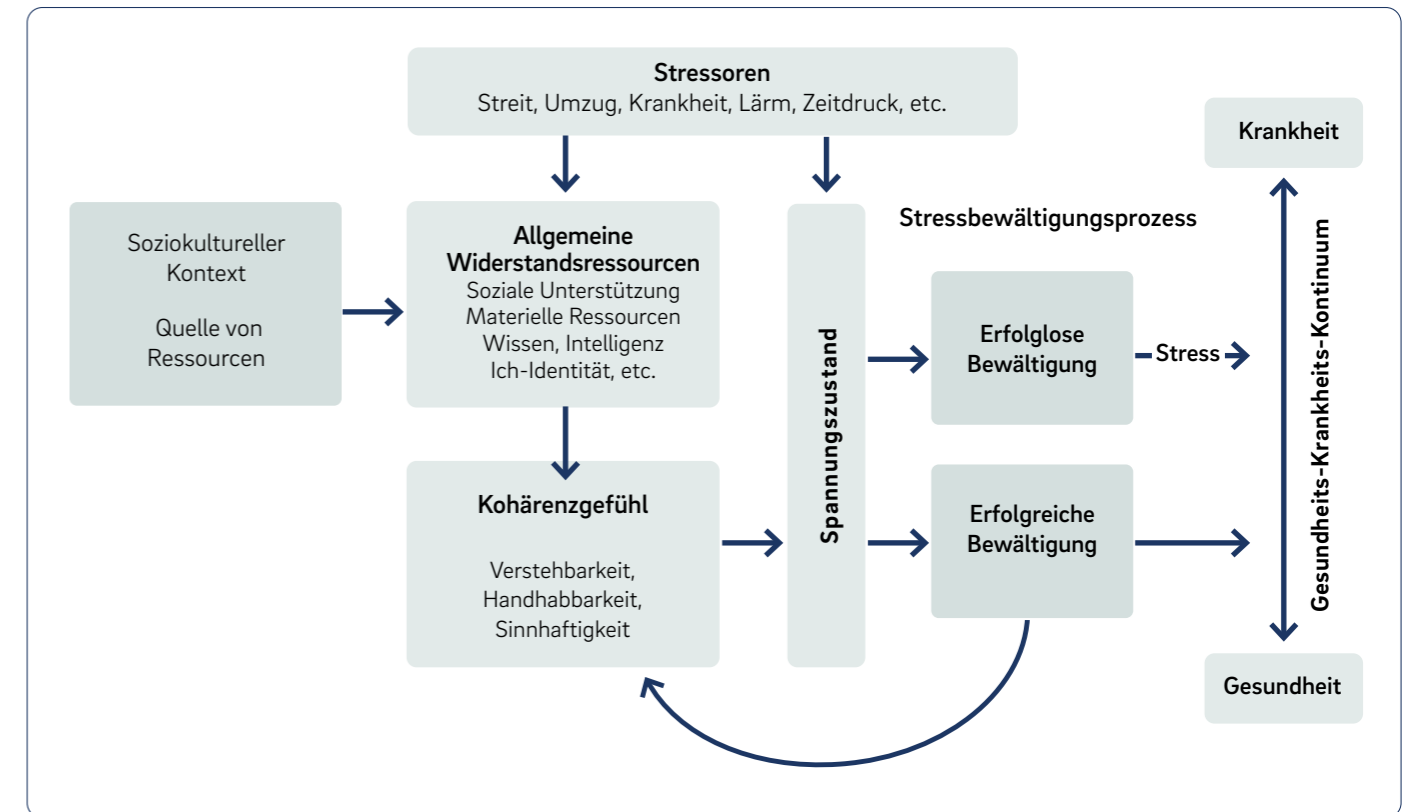 Stressoren
Streit, Umzug, Krankheit, Lärm, Zeitdruck, etc.
Krankheit
Soziokultureller
Kontext
Quelle von
Ressourcen
Allgemeine
Widerstandsressourcen
Soziale Unterstützung
Materielle Ressourcen
Wissen, Intelligenz
Ich-Identität, etc.
Kohärenzgefühl
Verstehbarkeit,
Handhabbarkeit,
Sinnhaftigkeit
Spannungszustand
Stressbewältigungsprozess
Erfolglose
Bewältigung
Stress
Erfolgreiche
Bewältigung
Gesundheits-Krankheits-Kontinuum
Gesundheit